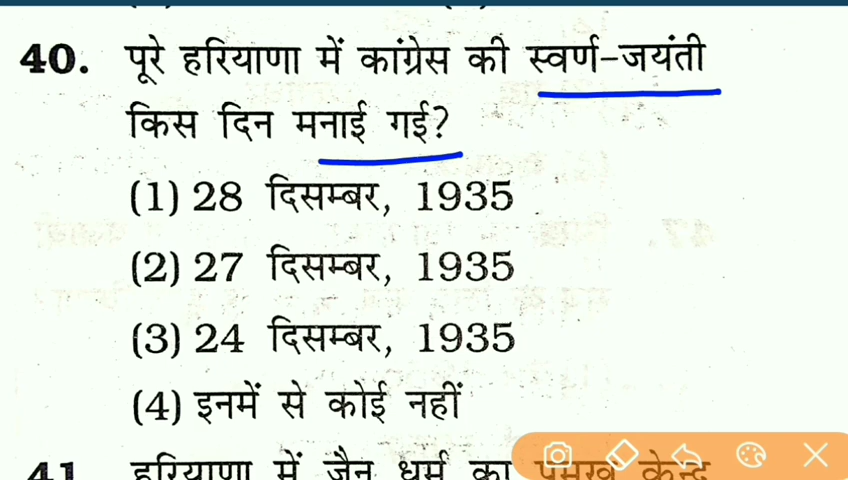 40. पूरे हरियाणा में कांग्रेस की स्वर्ण-जयंती
किस दिन मनाई गई?
(1) 28 दिसम्बर, 1935
(2) 27 दिसम्बर, 1935
(3) 24 दिसम्बर, 1935
(4) इनमें से कोई नहीं
41 हरियाणा में जैन धर्म का प्रमुख केन्द्र